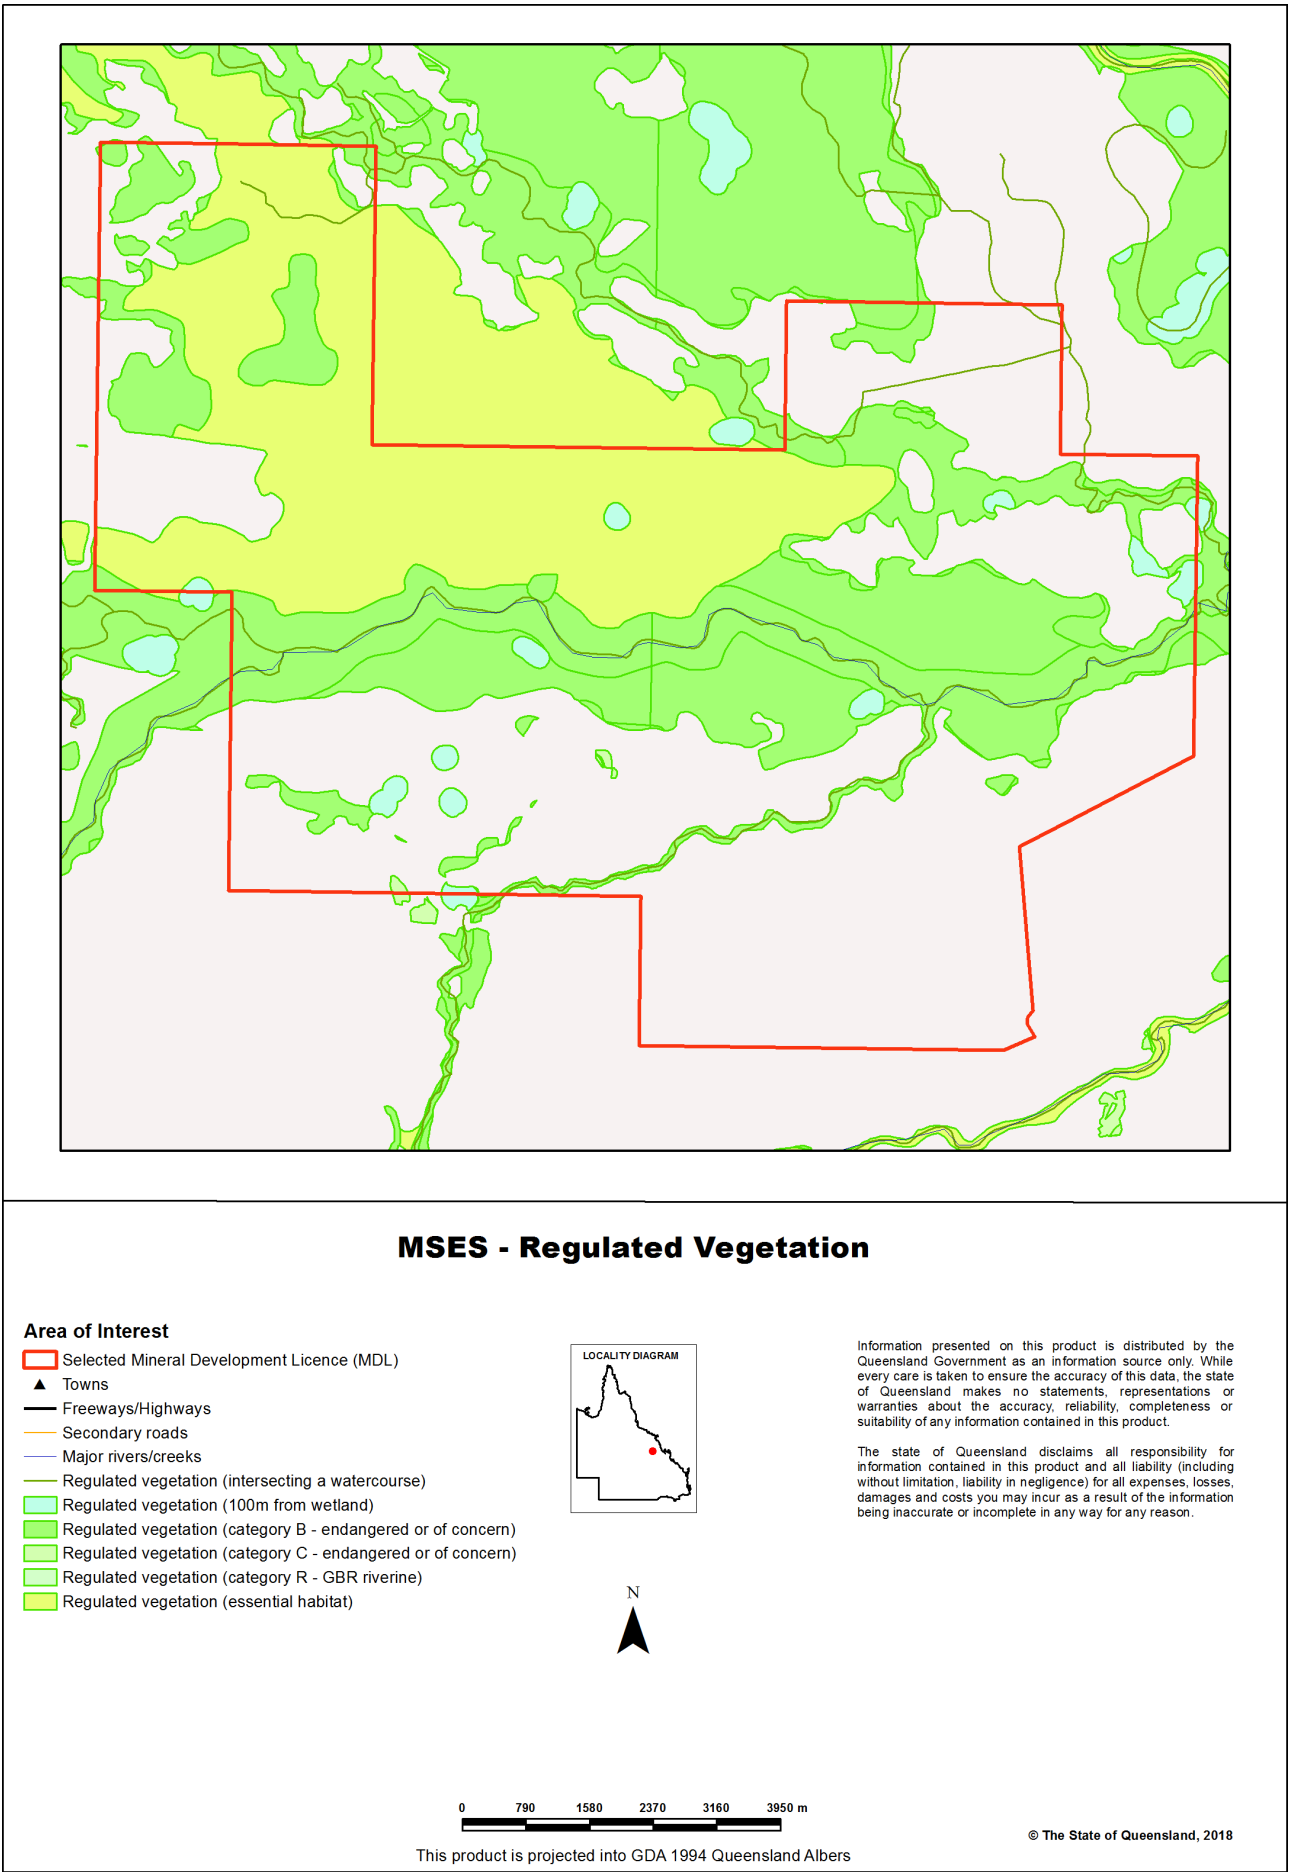 MSES - Regulated Vegetation
Area of Interest
Selected Mineral Development Licence (MDL)
Towns
Freeways/Highways
Secondary roads
Major rivers/creeks
Regulated vegetation (intersecting a watercourse)
Regulated vegetation (100m from wetland)
Regulated vegetation (category B - endangered or of concern)
Regulated vegetation (category C - endangered or of concern)
Regulated vegetation (category R - GBR riverine)
Regulated vegetation (essential habitat)
LOCALITY DIAGRAM
N
Information presented on this product is distributed by the
Queensland Government as an information source only. While
every care is taken to ensure the accuracy of this data, the state
of Queensland makes no statements, representations or
warranties about the accuracy, reliability, completeness or
suitability of any information contained in this product.
The state of Queensland disclaims all responsibility for
information contained in this product and all liability (including
without limitation, liability in negligence) for all expenses, losses,
damages and costs you may incur as a result of the information
being inaccurate or incomplete in any way for any reason.
0 790 1580 2370 3160 3950 m
This product is projected into GDA 1994 Queensland Albers
© The State of Queensland, 2018